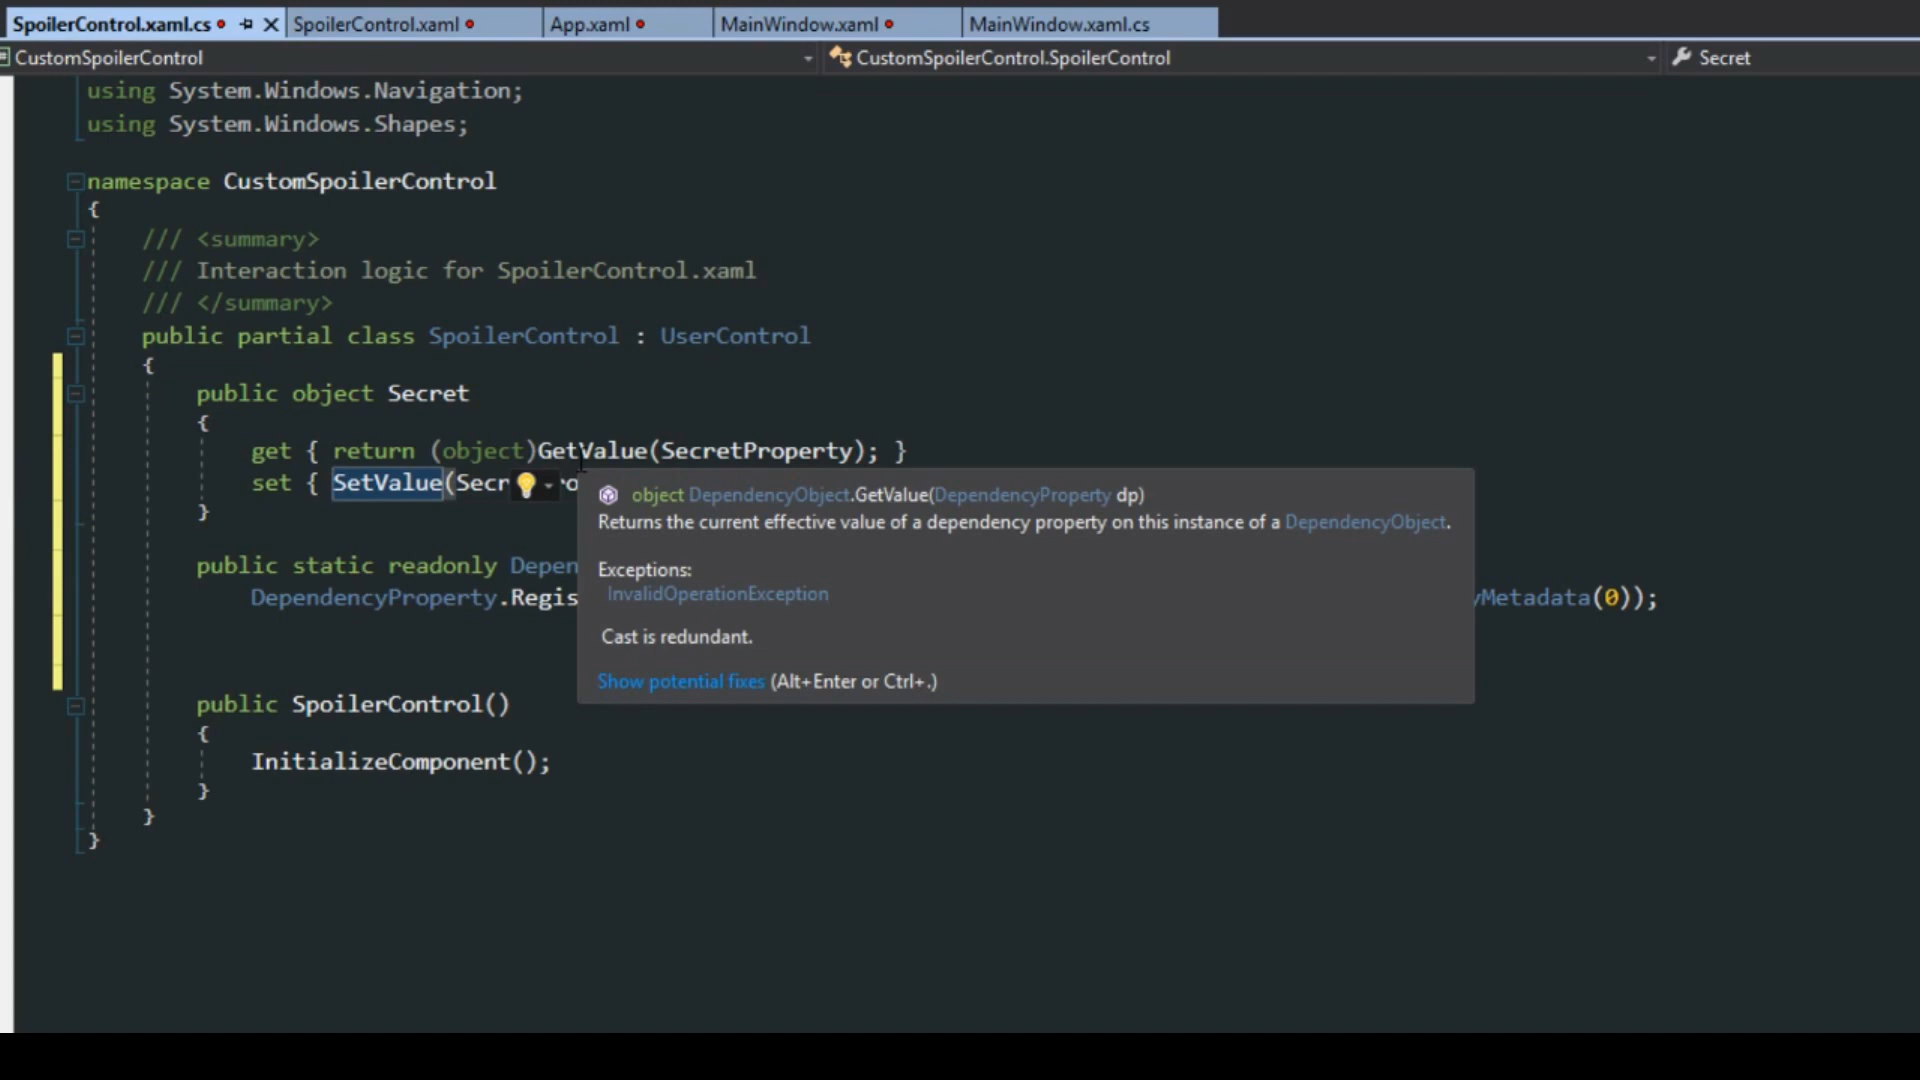 SpoilerControl.xaml.cs SpoilerControl.xaml App.xaml MainWindow.xaml MainWindow.xaml.cs
CustomSpoilerControl CustomSpoilerControl.SpoilerControl Secret
using System.Windows.Navigation;
using System.Windows.Shapes;
namespace CustomSpoilerControl
{
/// <summary>
/// Interaction logic for SpoilerControl.xaml
/// </summary>
public partial class SpoilerControl : UserControl
{
public object Secret
{
get { return (object)GetValue(SecretProperty); }
set { SetValue(Secr
}
object DependencyObject.GetValue(DependencyProperty dp)
Returns the current effective value of a dependency property on this instance of a DependencyObject.
Exceptions:
InvalidOperationException
Cast is redundant.
Show potential fixes (Alt+Enter or Ctrl+.)
public static readonly Depen
DependencyProperty.Regis yMetadata(0));
public SpoilerControl()
{
InitializeComponent();
}
}
}